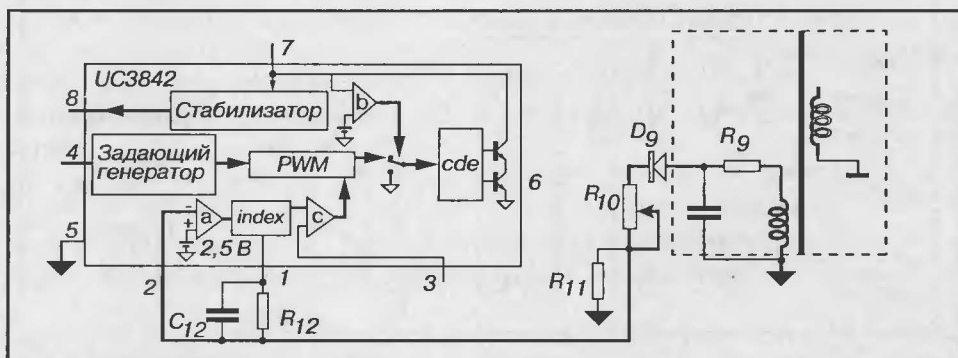 7
UC3842
8
Стабилизатор
b
4
Задающий генератор
PWM
cde
6
D9
R9
R10
5
a
index
c
2,5 В
2
1
3
R11
C12
R12